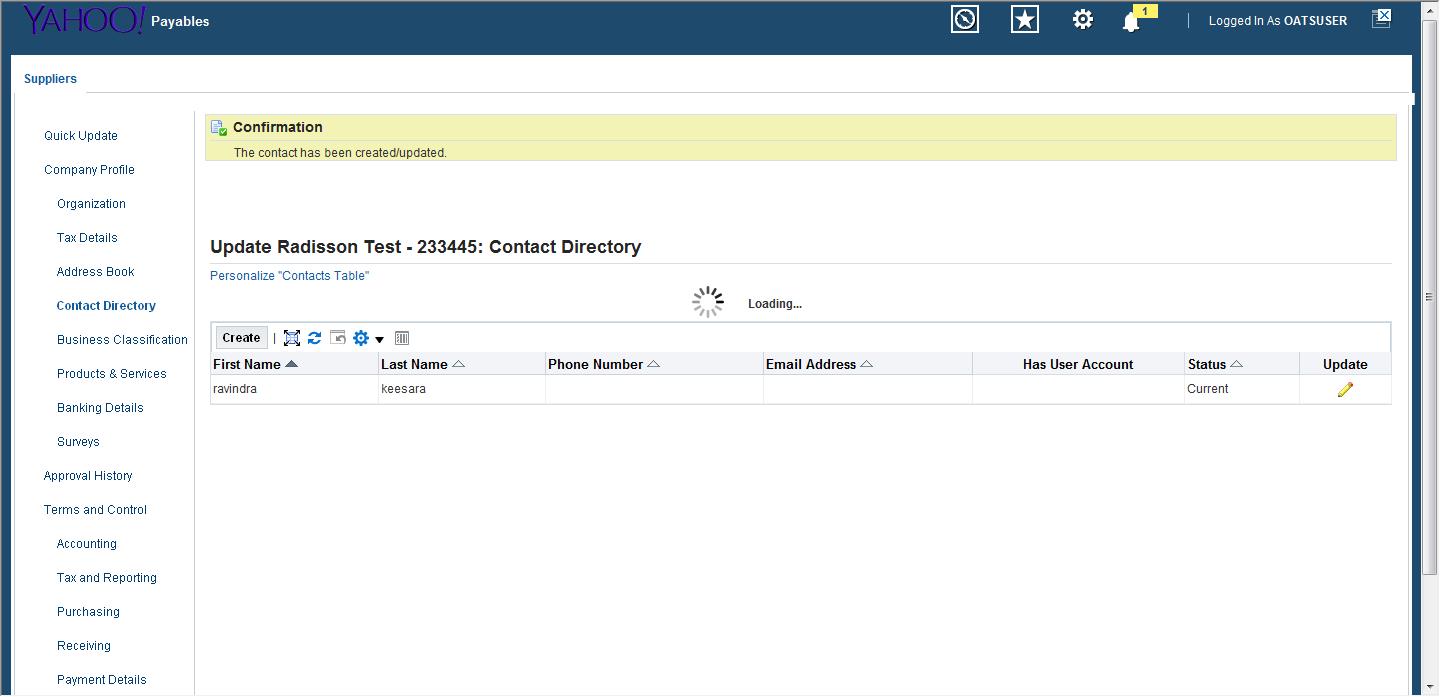 YAHOO! Payables
1
Logged In As OATSUSER
Suppliers
Quick Update
Company Profile
Organization
Tax Details
Address Book
Contact Directory
Business Classification
Products & Services
Banking Details
Surveys
Approval History
Terms and Control
Accounting
Tax and Reporting
Purchasing
Receiving
Payment Details
Confirmation
The contact has been created/updated.
Update Radisson Test - 233445: Contact Directory
Personalize "Contacts Table"
Loading...
Create |
First Name Last Name Phone Number Email Address Has User Account Status Update
ravindra keesara Current